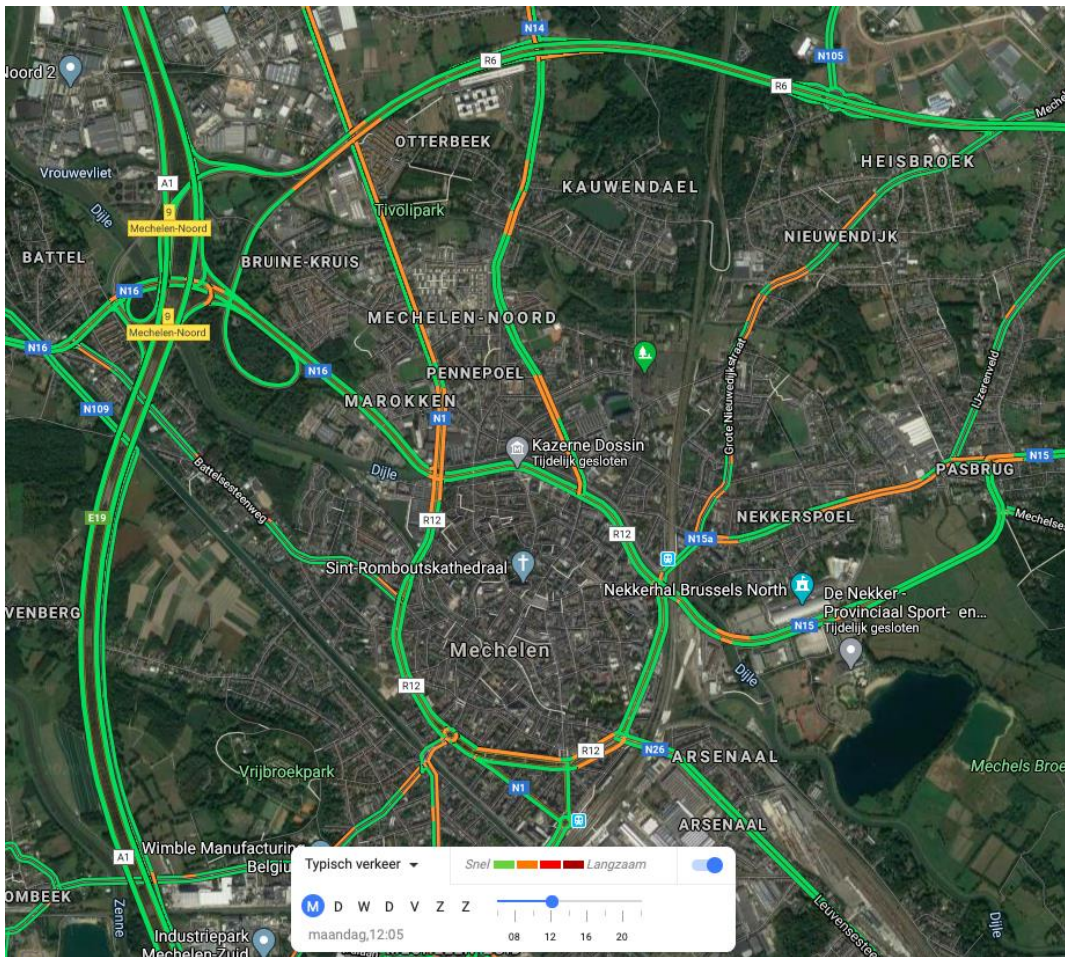 N14
N105
R6
Noord 2
R6
Meche
OTTERBEEK
HEISBROEK
Vrouwevliet
A1
KAUWENDAEL
Dijle
Tivolipark
9
Mechelen-Noord
NIEUWENDIJK
BATTEL
BRUINE-KRUIS
N16
MECHELEN-NOORD
9
Mechelen-Noord
N16
N16
PENNEPOEL
Grote Nieuwedijkstraat
IJzerenveld
MAROKKEN
N109
N1
Kazerne Dossin
Tijdelijk gesloten
Dijle
N15
PASBRUG
Battelsesteenweg
E19
R12
NEKKERSPOEL
Mechelse
R12
N15a
Sint-Romboutskathedraal
Nekkerhal Brussels North
De Nekker -
Provinciaal Sport- en...
Tijdelijk gesloten
VENBERG
N15
Mechelen
Dijle
R12
R12
N26
ARSENAAL
Mechels Broe
Vrijbroekpark
N1
ARSENAAL
Wimble Manufacturing
Belgiu
A1
Typisch verkeer
Snel
Langzaam
OMBEEK
M D W D V Z Z
Zenne
Leuvensestee
Dijle
maandag,12:05
08 12 16 20
Industriepark
Mechelen-Zuid